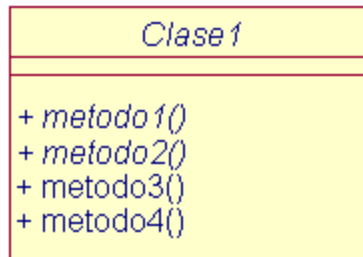 Clase1
+ metodo1()
+ metodo2()
+ metodo3()
+ metodo4()